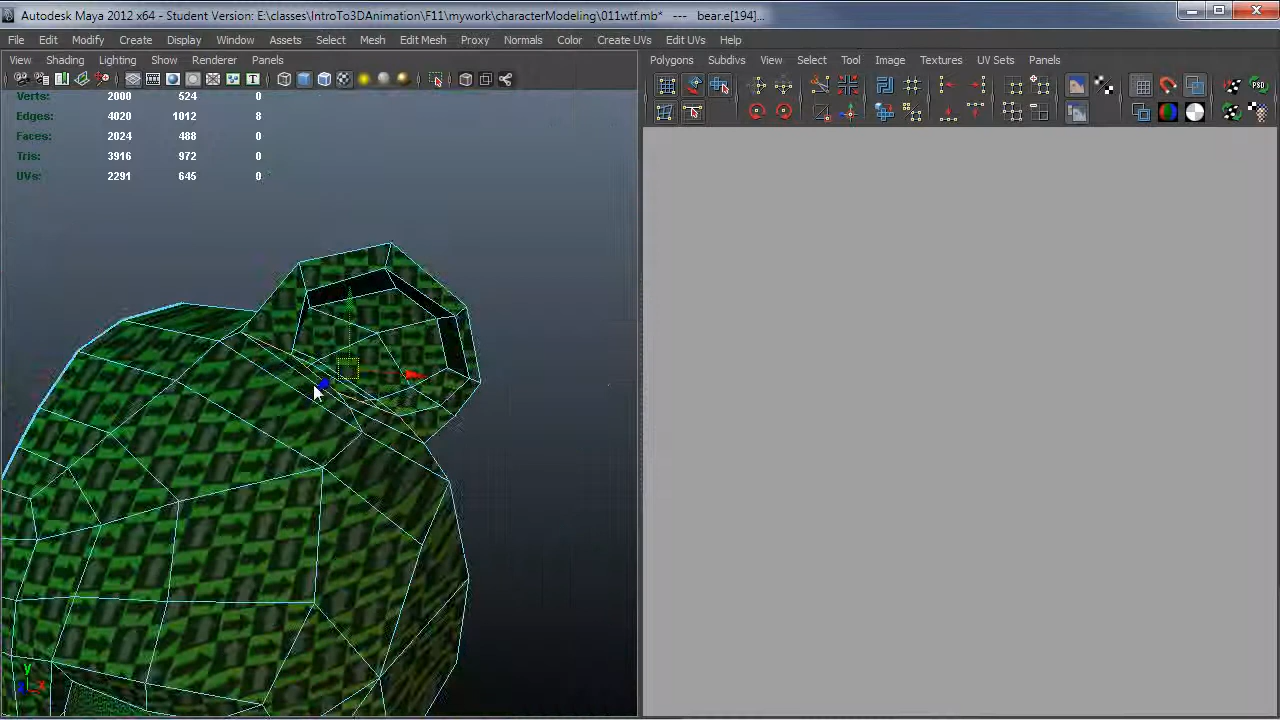 Autodesk Maya 2012 x64 - Student Version: E:\classes\IntroTo3DAnimation\F11\mywork\characterModeling\011wtf.mb* --- bear.e[194]...
File Edit Modify Create Display Window Assets Select Mesh Edit Mesh Proxy Normals Color Create UVs Edit UVs Help
View Shading Lighting Show Renderer Panels
Polygons Subdivs View Select Tool Image Textures UV Sets Panels
T
PSD
Verts: 2000 524 0
Edges: 4020 1012 8
Faces: 2024 488 0
Tris: 3916 972 0
UVs: 2291 645 0
y
z x